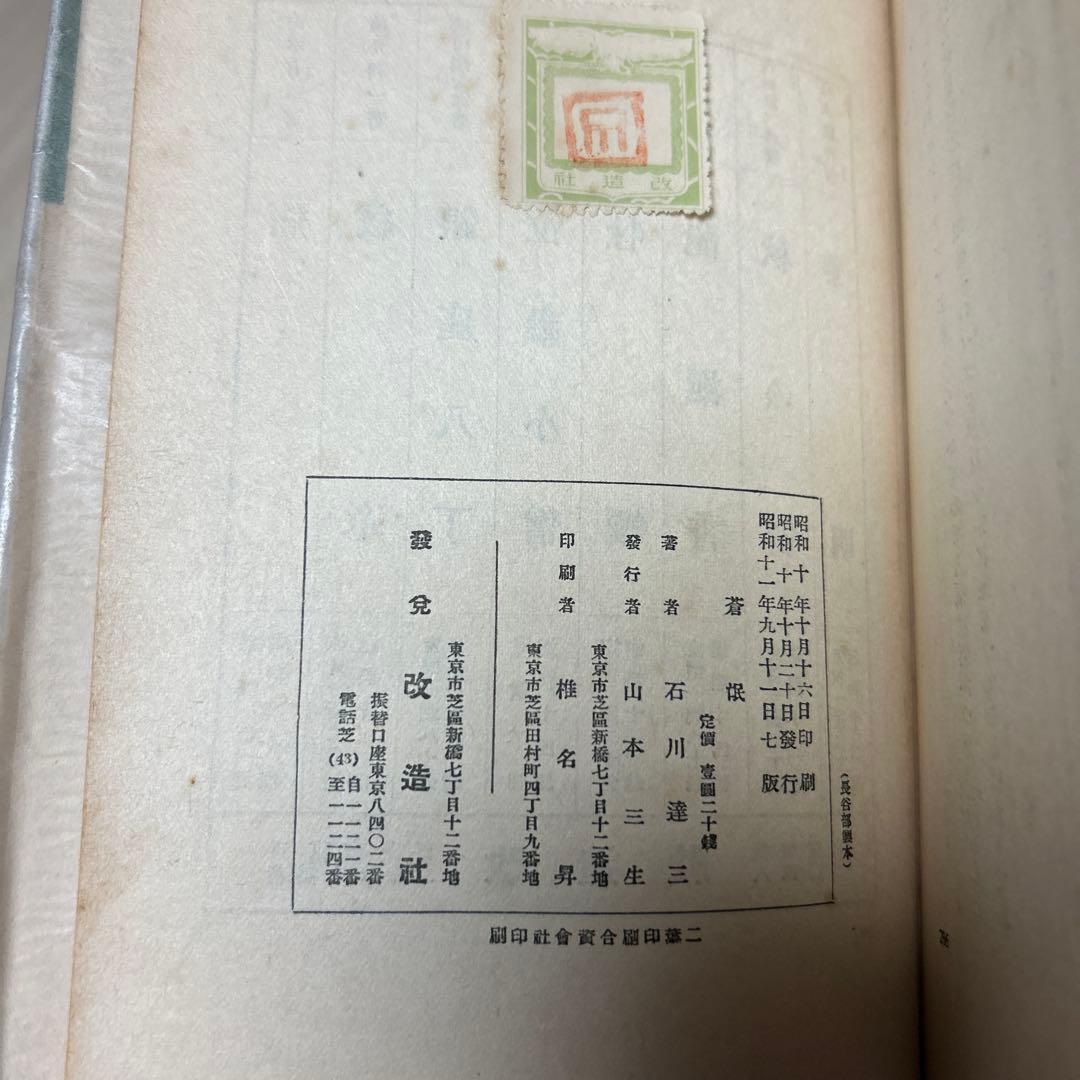 改造社
昭和十年十月十六日印刷
昭和十年十月二十日發行
昭和十一年九月十一日七版
蒼氓
定價 壹圓二十錢
著者 石川達三
發行者 山本三生
東京市芝區新橋七丁目十二番地
印刷者 椎名昇
東京市芝區田村町四丁目九番地
發兌 改造社
東京市芝區新橋七丁目十二番地
振替口座東京八四〇二番
電話芝(43)自一一二一番至一一二四番
(長谷部製本)
二葉印刷合資會社印刷